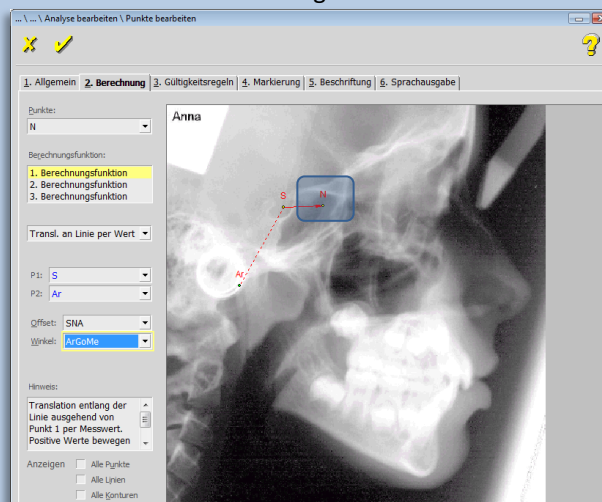 ... \ ... \ Analyse bearbeiten \ Punkte bearbeiten
1. Allgemein 2. Berechnung 3. Gültigkeitsregeln 4. Markierung 5. Beschriftung 6. Sprachausgabe
Punkte:
N
Berechnungsfunktion:
1. Berechnungsfunktion
2. Berechnungsfunktion
3. Berechnungsfunktion
Transl. an Linie per Wert
P1: S
P2: Ar
Offset: SNA
Winkel: ArGoMe
Hinweis:
Translation entlang der
Linie ausgehend von
Punkt 1 per Messwert.
Positive Werte bewegen
Anzeigen Alle Punkte
Alle Linien
Alle Konturen
Anna
S N
Ar